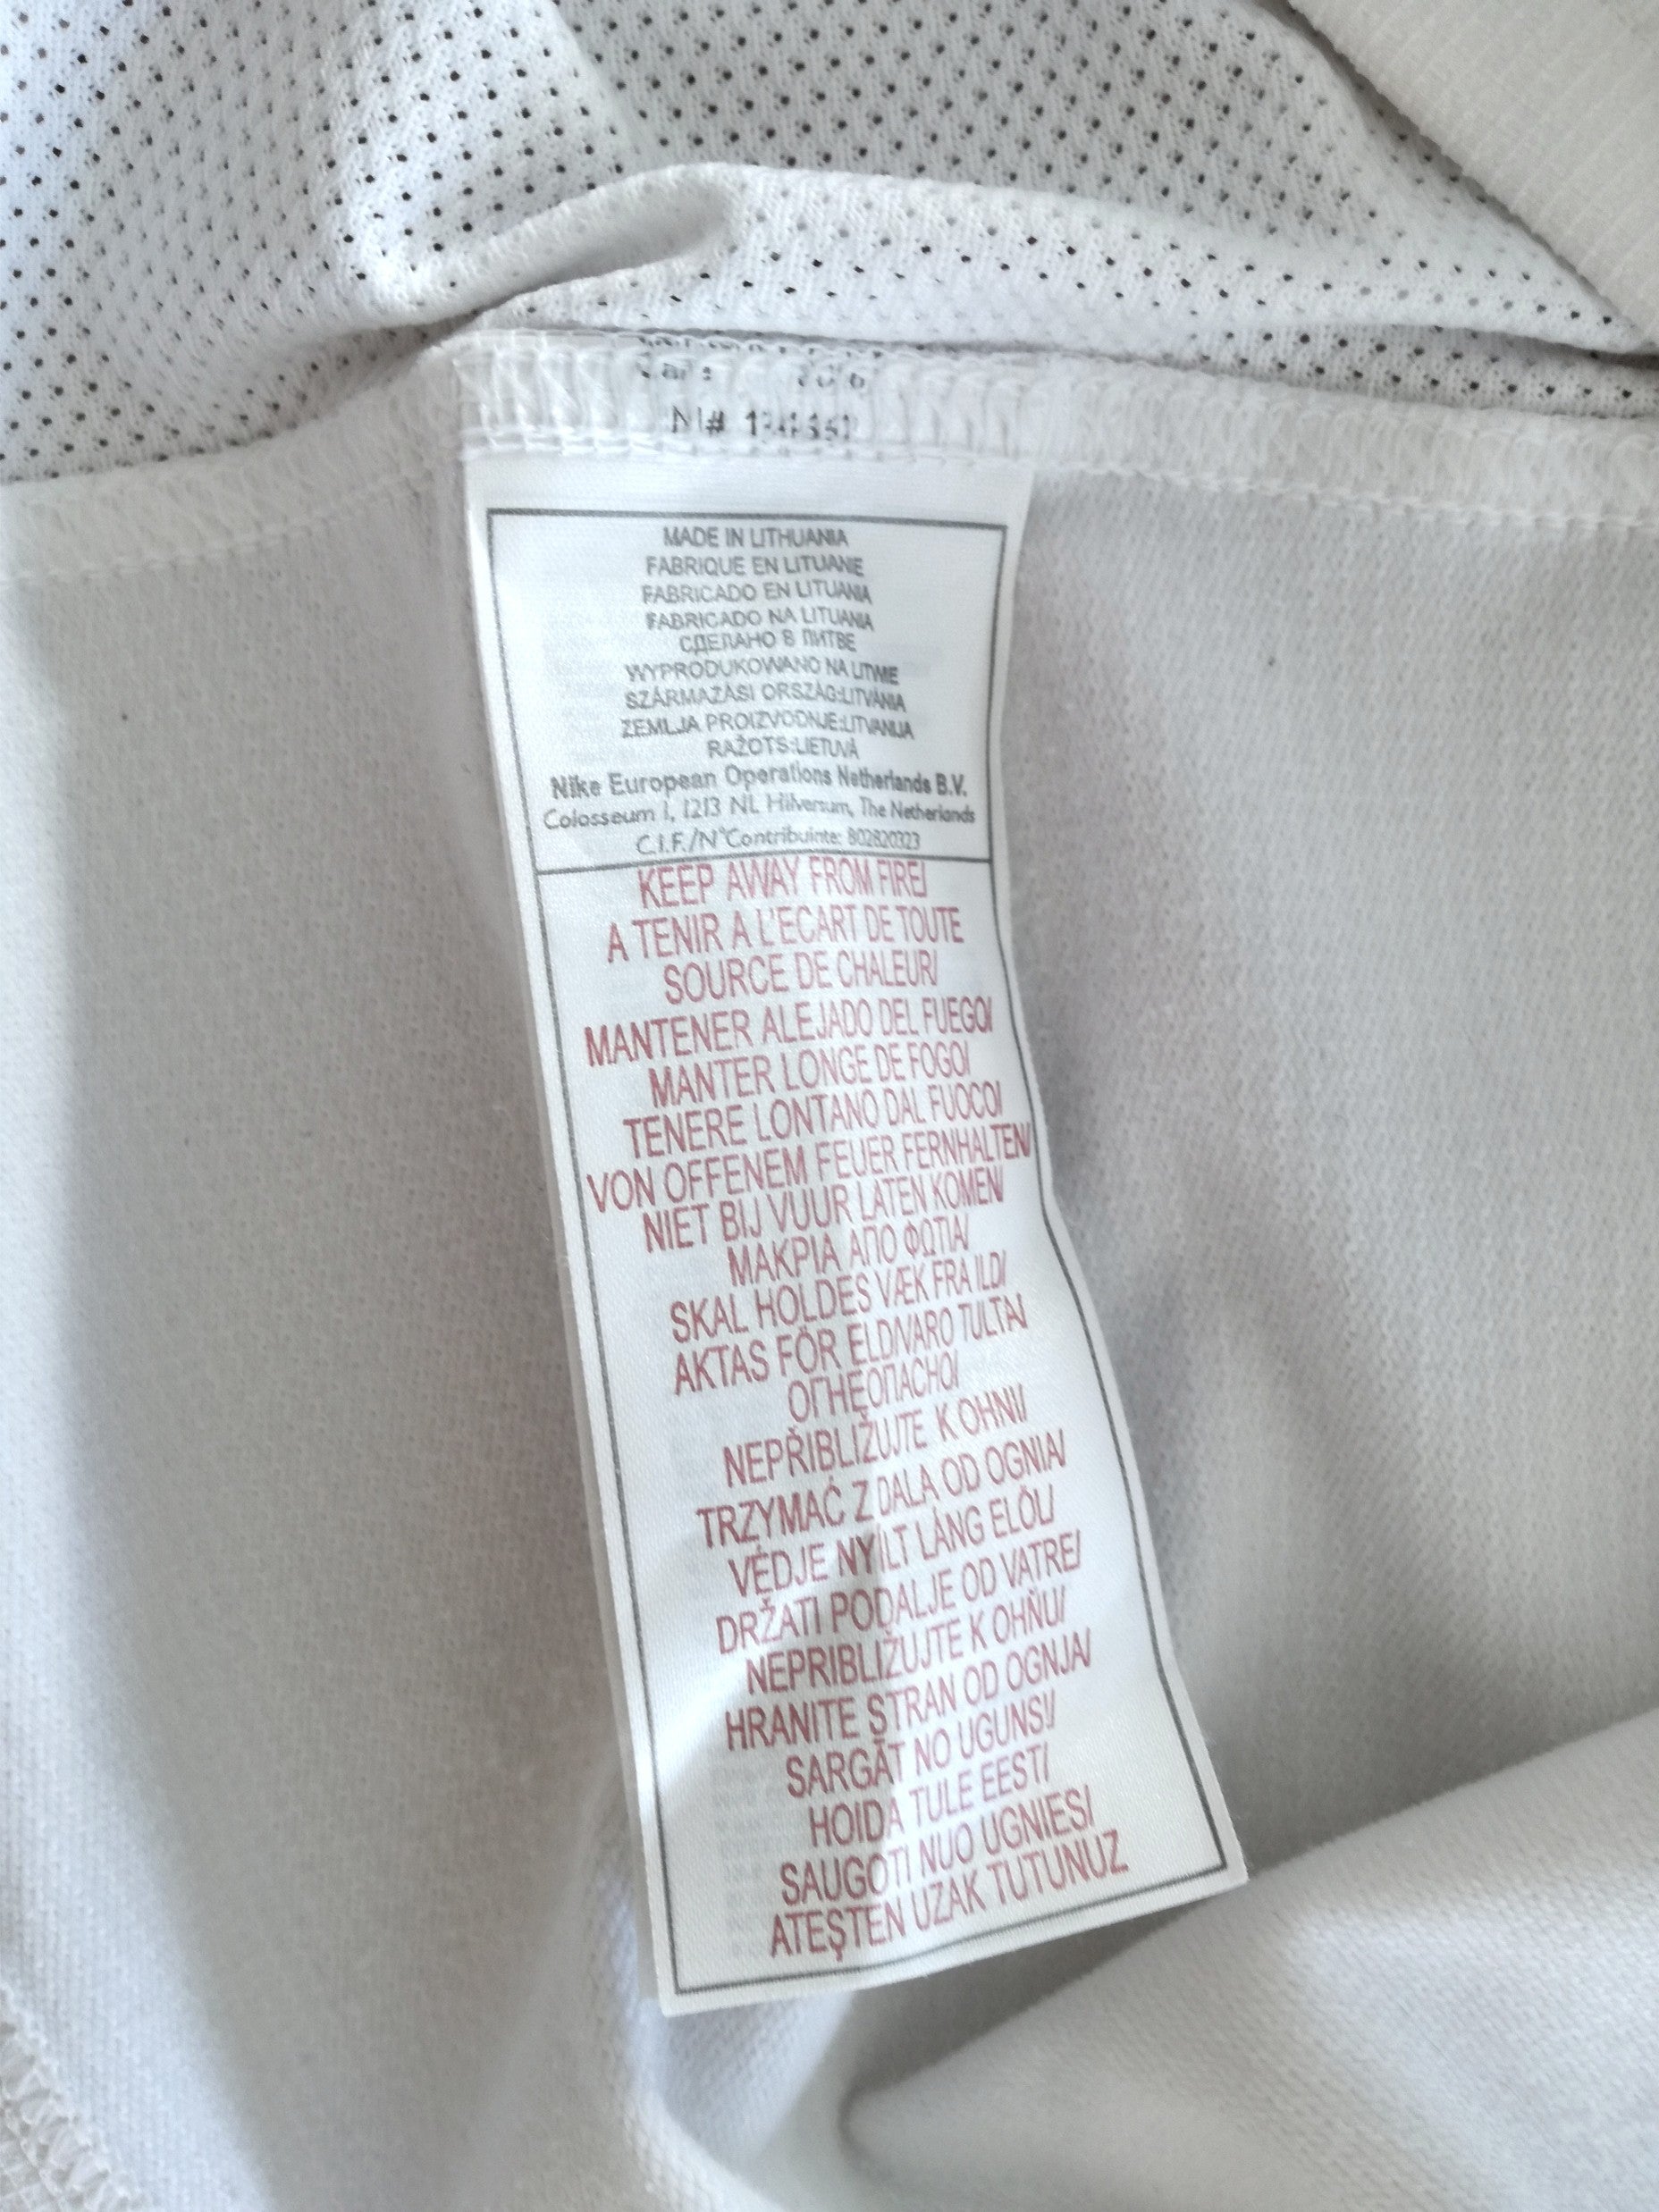 NI#
MADE IN LITHUANIA
FABRIQUE EN LITUANIE
FABRICADO EN LITUANIA
FABRICADO NA LITUANIA
СДЕЛАНО В ЛИТВЕ
WYPRODUKOWANO NA LITWIE
SZÁRMAZÁSI ORSZÁG:LITVÁNIA
ZEMLJA PROIZVODNJE:LITVANIJA
RAŽOTS:LIETUVĀ
Nike European Operations Netherlands B.V.
Colosseum 1, 1213 NL Hilversum, The Netherlands
C.I.F./N°Contribuinte: 802820323
KEEP AWAY FROM FIRE/
A TENIR A L'ECART DE TOUTE
SOURCE DE CHALEUR/
MANTENER ALEJADO DEL FUEGO/
MANTER LONGE DE FOGO/
TENERE LONTANO DAL FUOCO/
VON OFFENEM FEUER FERNHALTEN/
NIET BIJ VUUR LATEN KOMEN/
ΜΑΚΡΙΑ ΑΠΟ ΦΩΤΙΑ/
SKAL HOLDES VÆK FRA ILD/
AKTAS FÖR ELD/VARO TULTA/
ОГНЕОПАСНО/
NEPŘIBLIŽUJTE K OHNI/
TRZYMAĆ Z DALA OD OGNIA/
VÉDJE NYÍLT LÁNG ELÖL/
DRŽATI PODALJE OD VATRE/
NEPRIBLIŽUJTE K OHŇU/
HRANITE STRAN OD OGNJA/
SARGĀT NO UGUNS/
HOIDA TULE EEST/
SAUGOTI NUO UGNIES/
ATEŞTEN UZAK TUTUNUZ